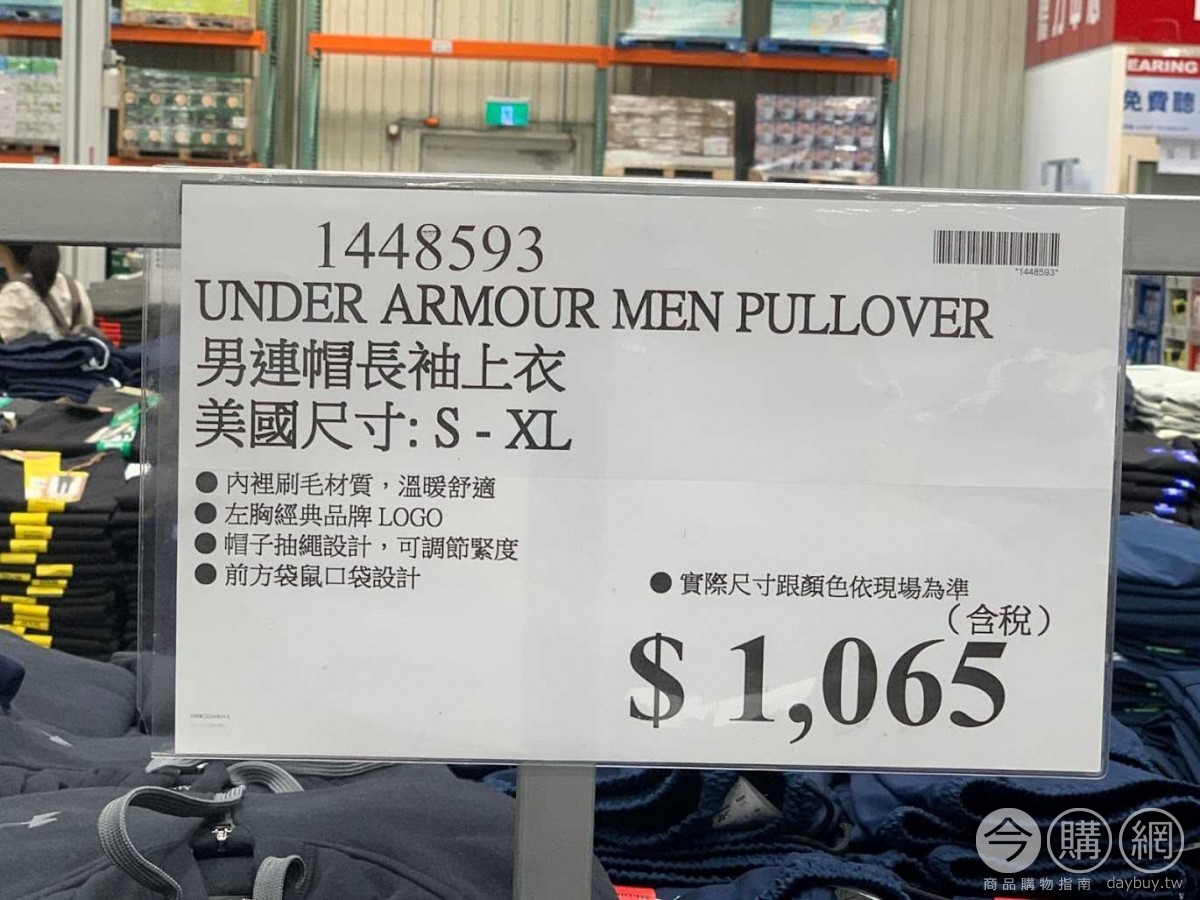 EARING
免費聽
1448593
*1448593*
UNDER ARMOUR MEN PULLOVER
男連帽長袖上衣
美國尺寸: S - XL
● 內裡刷毛材質，溫暖舒適
● 左胸經典品牌 LOGO
● 帽子抽繩設計，可調節緊度
● 前方袋鼠口袋設計
● 實際尺寸跟顏色依現場為準
（含稅）
$ 1,065
今購網
商品購物指南 daybuy.tw